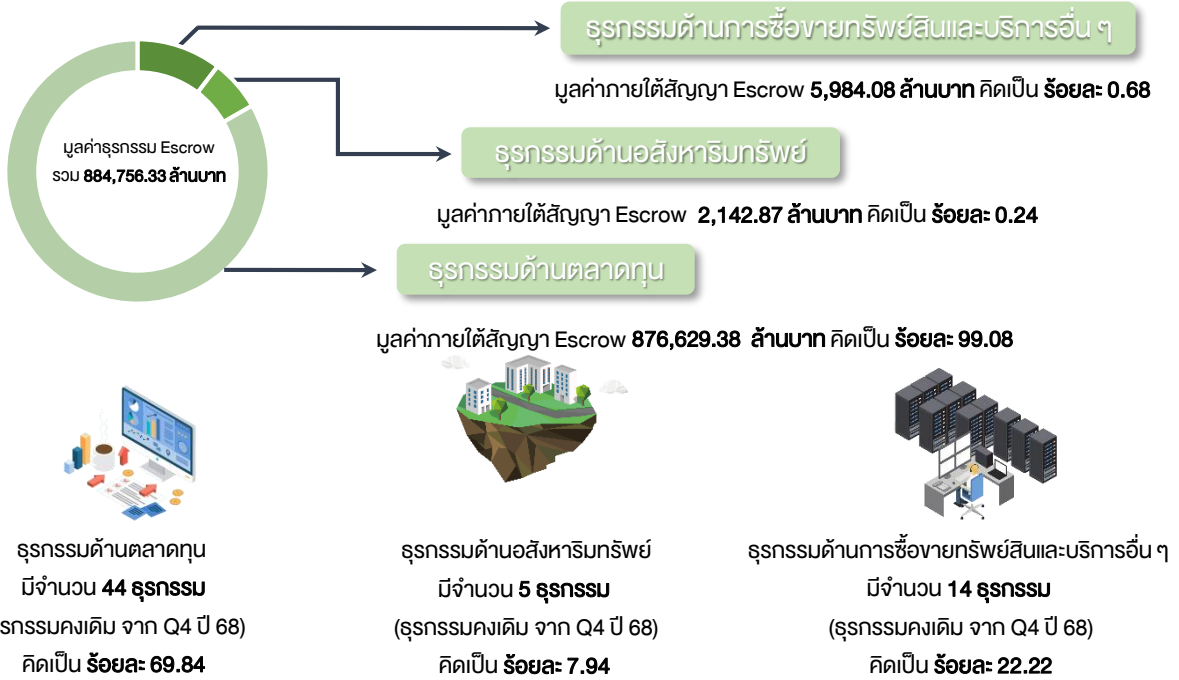 ธุรกรรมด้านการซื้อขายทรัพย์สินและบริการอื่น ๆ
มูลค่าภายใต้สัญญา Escrow 5,984.08 ล้านบาท คิดเป็น ร้อยละ 0.68
มูลค่าธุรกรรม Escrow
รวม 884,756.33 ล้านบาท
ธุรกรรมด้านอสังหาริมทรัพย์
มูลค่าภายใต้สัญญา Escrow 2,142.87 ล้านบาท คิดเป็น ร้อยละ 0.24
ธุรกรรมด้านตลาดทุน
มูลค่าภายใต้สัญญา Escrow 876,629.38 ล้านบาท คิดเป็น ร้อยละ 99.08
ธุรกรรมด้านตลาดทุน
มีจำนวน 44 ธุรกรรม
รกรรมคงเดิม จาก Q4 ปี 68)
คิดเป็น ร้อยละ 69.84
ธุรกรรมด้านอสังหาริมทรัพย์
มีจำนวน 5 ธุรกรรม
(ธุรกรรมคงเดิม จาก Q4 ปี 68)
คิดเป็น ร้อยละ 7.94
ธุรกรรมด้านการซื้อขายทรัพย์สินและบริการอื่น ๆ
มีจำนวน 14 ธุรกรรม
(ธุรกรรมคงเดิม จาก Q4 ปี 68)
คิดเป็น ร้อยละ 22.22